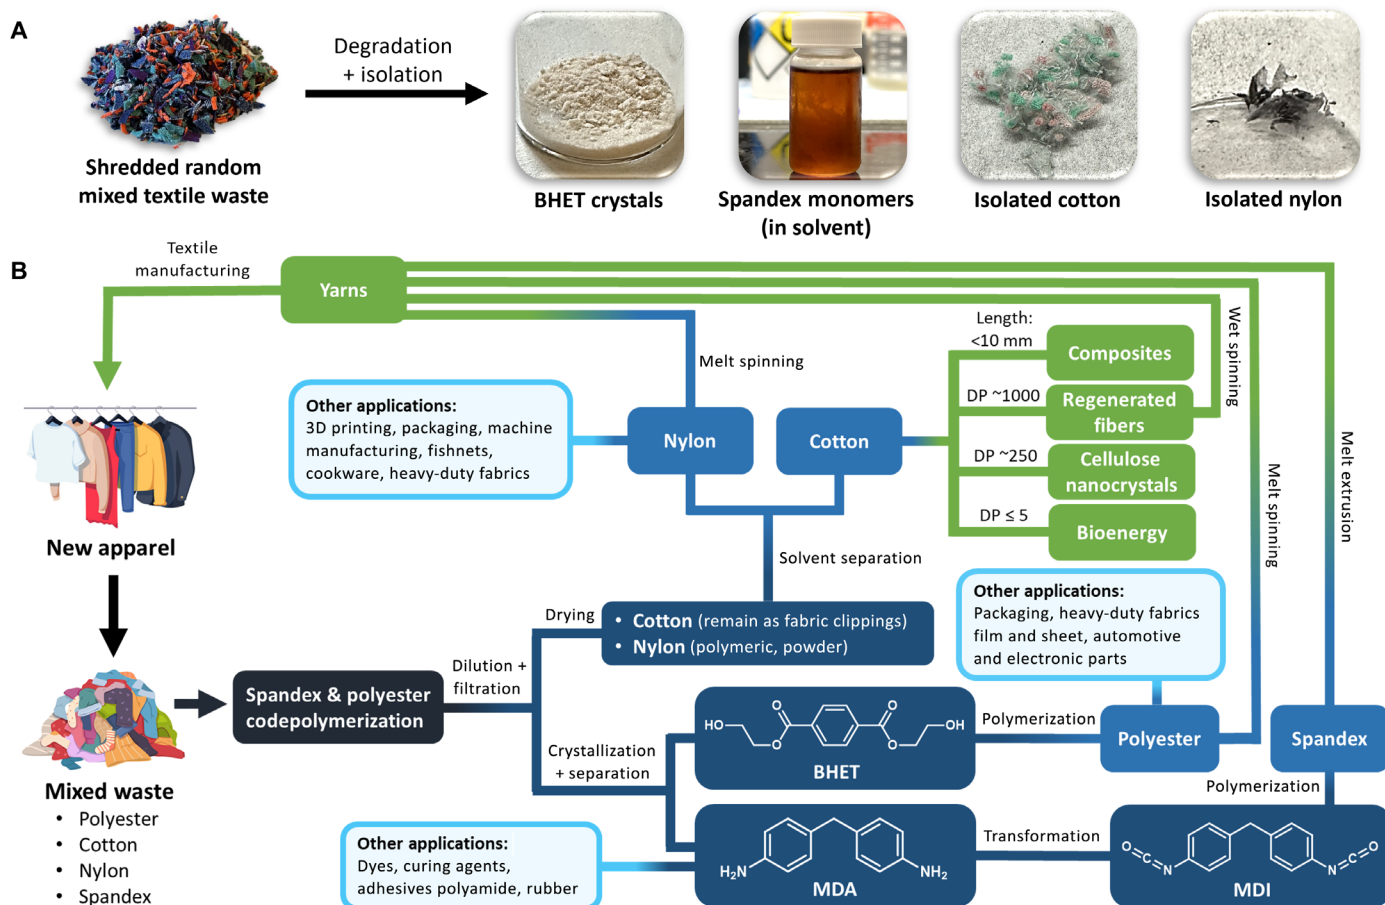 A
Degradation
+ isolation
Shredded random
mixed textile waste
BHET crystals
Spandex monomers
(in solvent)
Isolated cotton
Isolated nylon
B
Textile
manufacturing
Yarns
Melt spinning
Wet spinning
Melt spinning
Melt extrusion
Length:
<10 mm
Composites
DP ~1000
Regenerated
fibers
DP ~250
Cellulose
nanocrystals
DP ≤ 5
Bioenergy
Other applications:
3D printing, packaging, machine
manufacturing, fishnets,
cookware, heavy-duty fabrics
Nylon
Cotton
New apparel
Solvent separation
Drying
• Cotton (remain as fabric clippings)
• Nylon (polymeric, powder)
Other applications:
Packaging, heavy-duty fabrics
film and sheet, automotive
and electronic parts
Dilution +
filtration
Spandex & polyester
codepolymerization
Crystallization
+ separation
HO
O
O
O
O
OH
BHET
Polymerization
Polyester
Spandex
Polymerization
Mixed waste
• Polyester
• Cotton
• Nylon
• Spandex
Other applications:
Dyes, curing agents,
adhesives polyamide, rubber
H₂N
NH₂
MDA
Transformation
O=C=N
N=C=O
MDI